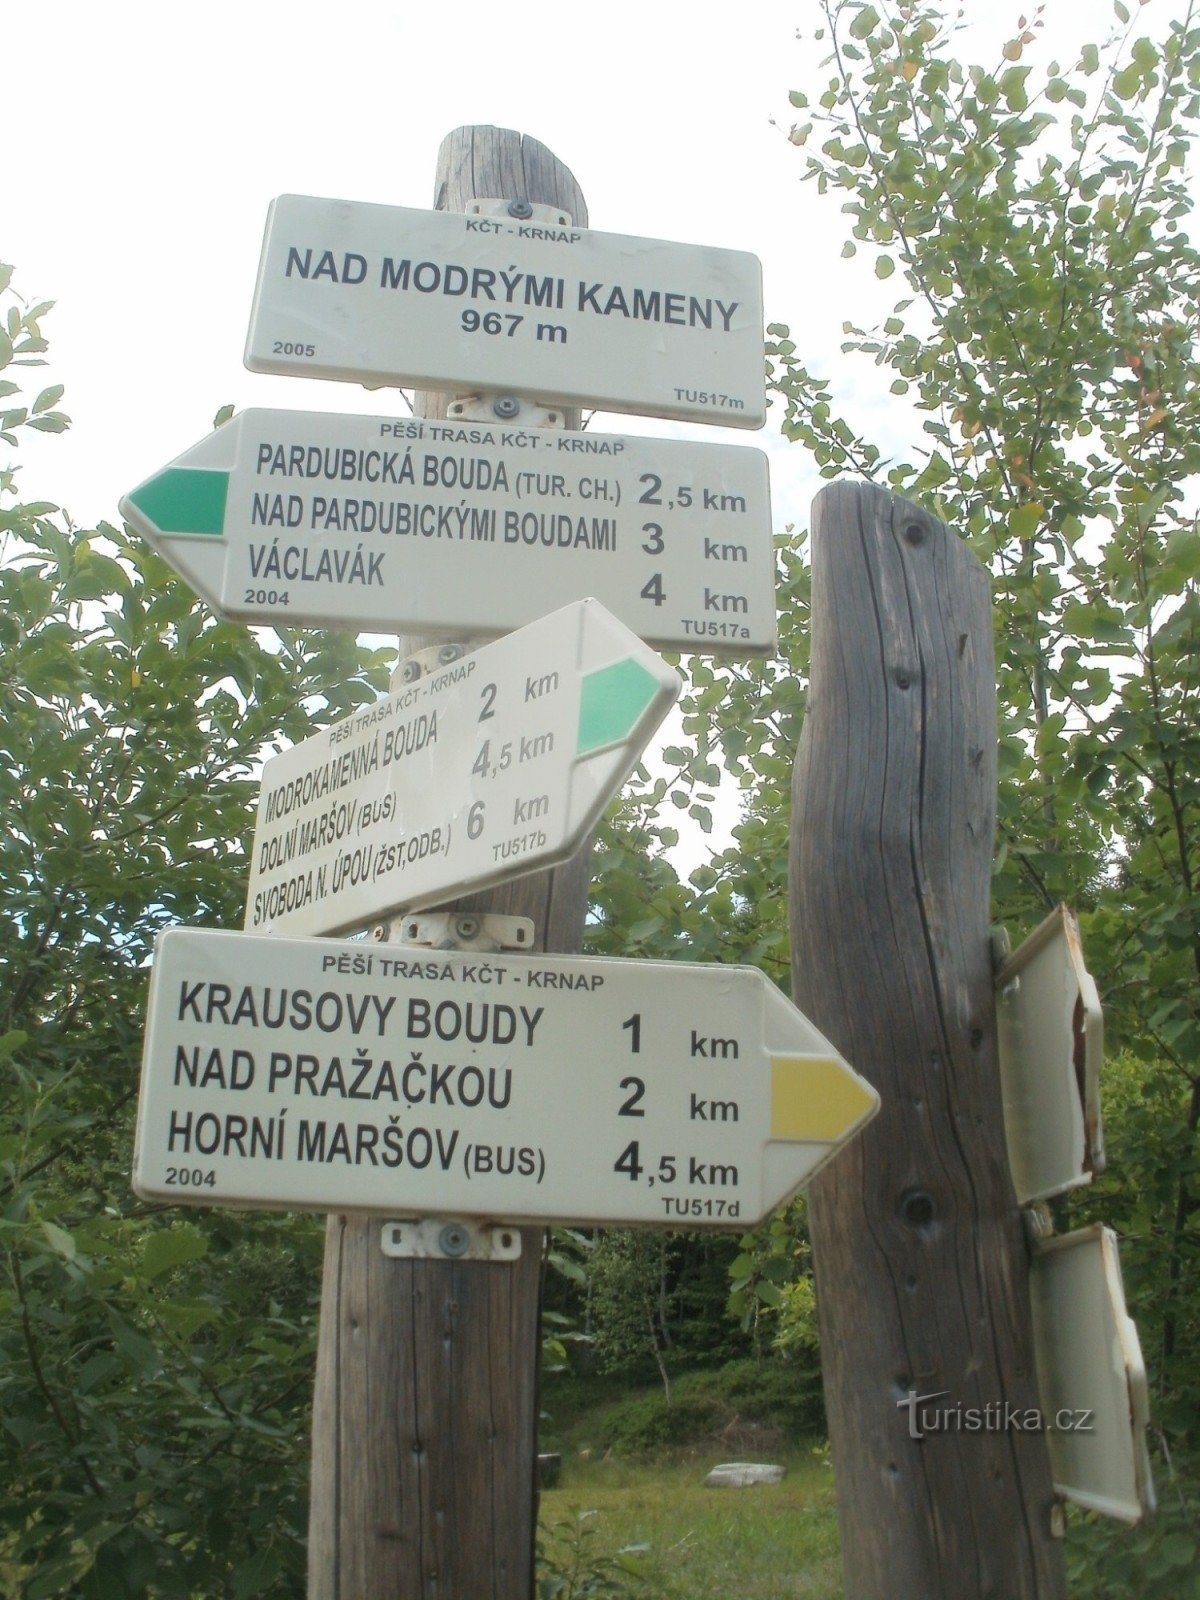 KČT - KRNAP
NAD MODRÝMI KAMENY
967 m
2005
TU517m
PĚŠÍ TRASA KČT - KRNAP
PARDUBICKÁ BOUDA (TUR. CH.) 2,5 km
NAD PARDUBICKÝMI BOUDAMI 3 km
VÁCLAVÁK 4 km
2004
TU517a
PĚŠÍ TRASA KČT - KRNAP
MODROKAMENNÁ BOUDA 2 km
DOLNÍ MARŠOV (BUS) 4,5 km
SVOBODA N. ÚPOU (ŽST,ODB.) 6 km
TU517b
PĚŠÍ TRASA KČT - KRNAP
KRAUSOVY BOUDY 1 km
NAD PRAŽAČKOU 2 km
HORNÍ MARŠOV (BUS) 4,5 km
2004
TU517d
Turistika.cz